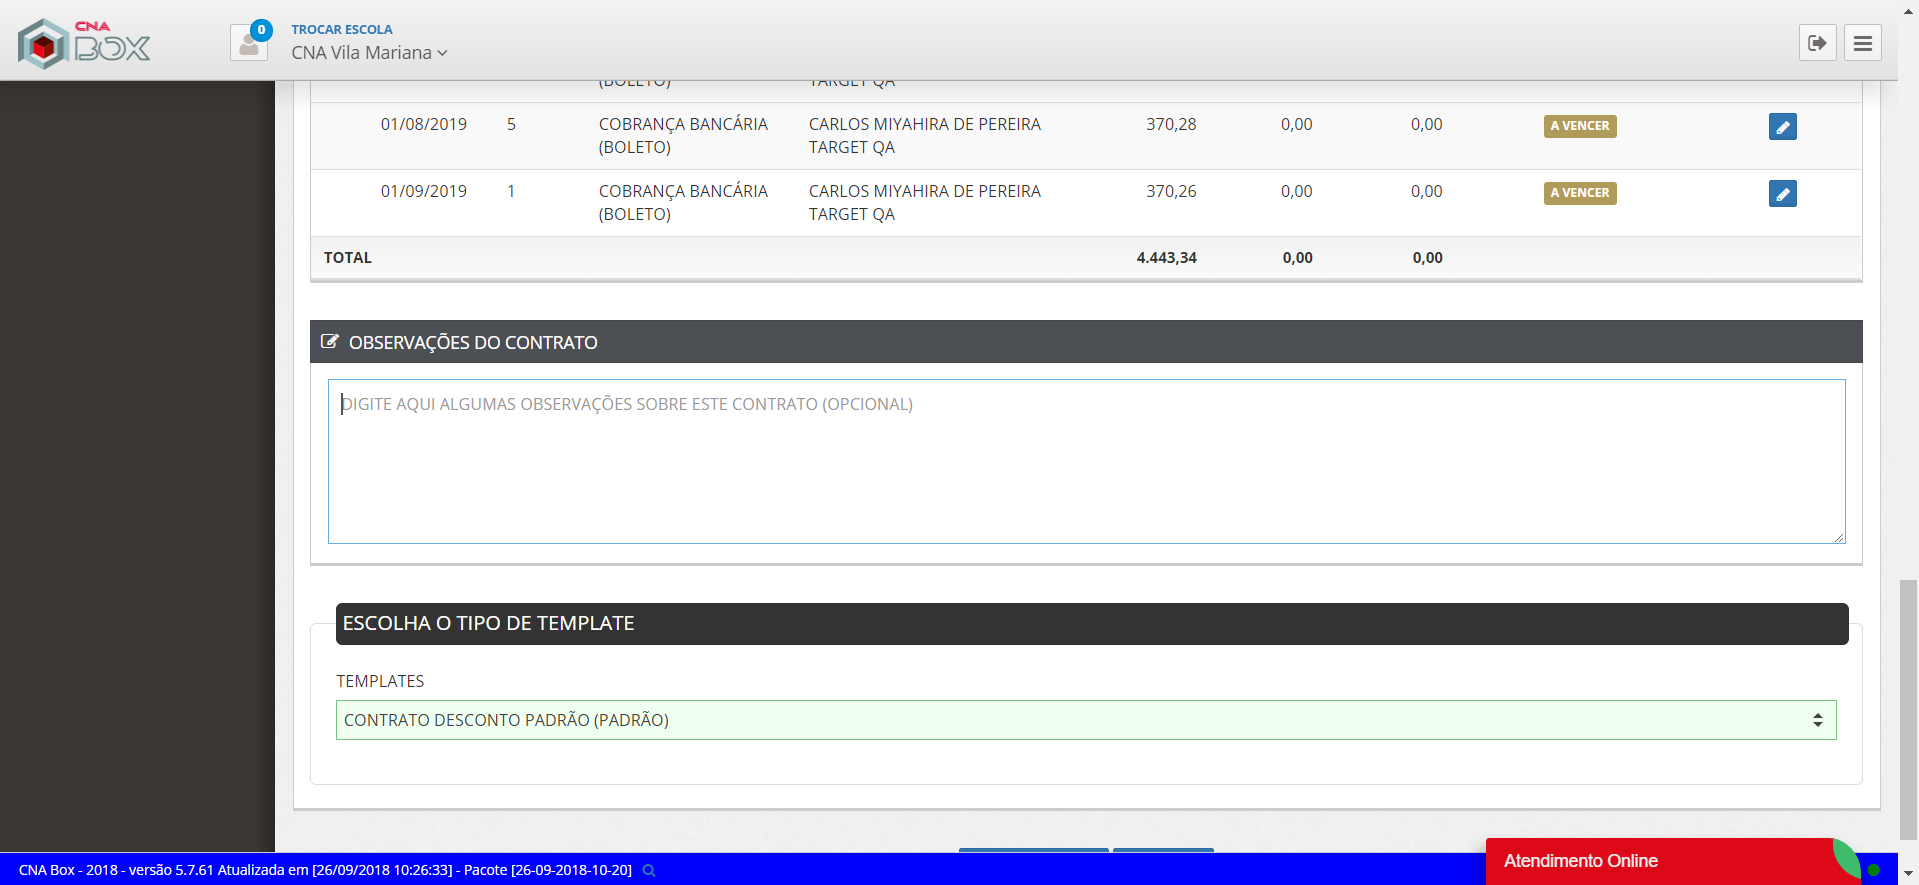 CNA
BOX
0
TROCAR ESCOLA
CNA Vila Mariana
(BOLETO)
TARGET QA
01/08/2019 5 COBRANÇA BANCÁRIA CARLOS MIYAHIRA DE PEREIRA 370,28 0,00 0,00 A VENCER
(BOLETO) TARGET QA
01/09/2019 1 COBRANÇA BANCÁRIA CARLOS MIYAHIRA DE PEREIRA 370,26 0,00 0,00 A VENCER
(BOLETO) TARGET QA
TOTAL 4.443,34 0,00 0,00
OBSERVAÇÕES DO CONTRATO
DIGITE AQUI ALGUMAS OBSERVAÇÕES SOBRE ESTE CONTRATO (OPCIONAL)
ESCOLHA O TIPO DE TEMPLATE
TEMPLATES
CONTRATO DESCONTO PADRÃO (PADRÃO)
Atendimento Online
CNA Box - 2018 - versão 5.7.61 Atualizada em [26/09/2018 10:26:33] - Pacote [26-09-2018-10-20]